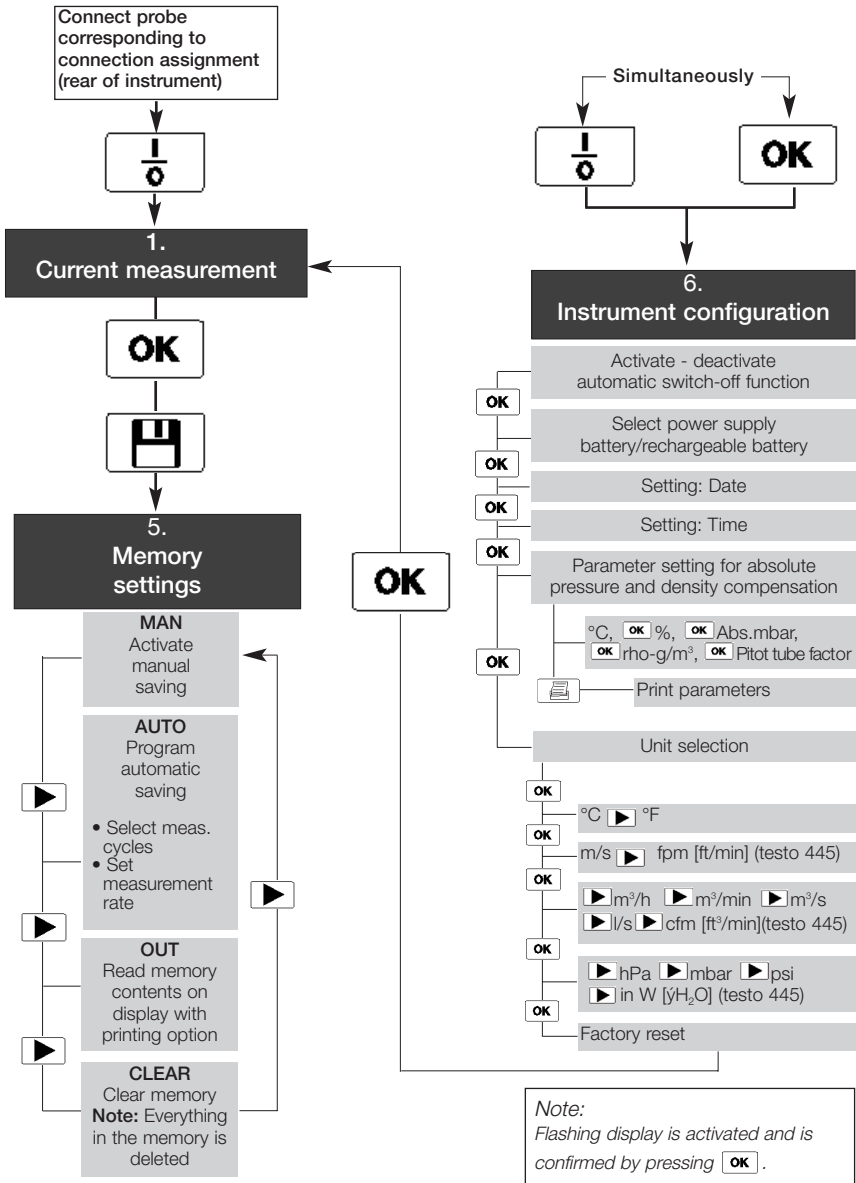 Connect probe
corresponding to
connection assignment
(rear of instrument)
I
0
1.
Current measurement
OK
5.
Memory
settings
MAN
Activate
manual
saving
AUTO
Program
automatic
saving
• Select meas.
cycles
• Set
measurement
rate
OUT
Read memory
contents on
display with
printing option
CLEAR
Clear memory
Note: Everything
in the memory is
deleted
OK
Simultaneously
I
0
OK
6.
Instrument configuration
Activate - deactivate
automatic switch-off function
OK
Select power supply
battery/rechargeable battery
OK
Setting: Date
OK
Setting: Time
OK
Parameter setting for absolute
pressure and density compensation
°C, OK %, OK Abs.mbar,
OK rho-g/m³, OK Pitot tube factor
OK
Print parameters
Unit selection
OK
°C ▶ °F
OK
m/s ▶ fpm [ft/min] (testo 445)
OK
▶ m³/h ▶ m³/min ▶ m³/s
▶ l/s ▶ cfm [ft³/min](testo 445)
OK
▶ hPa ▶ mbar ▶ psi
▶ in W [ýH₂O] (testo 445)
OK
Factory reset
Note:
Flashing display is activated and is
confirmed by pressing OK .